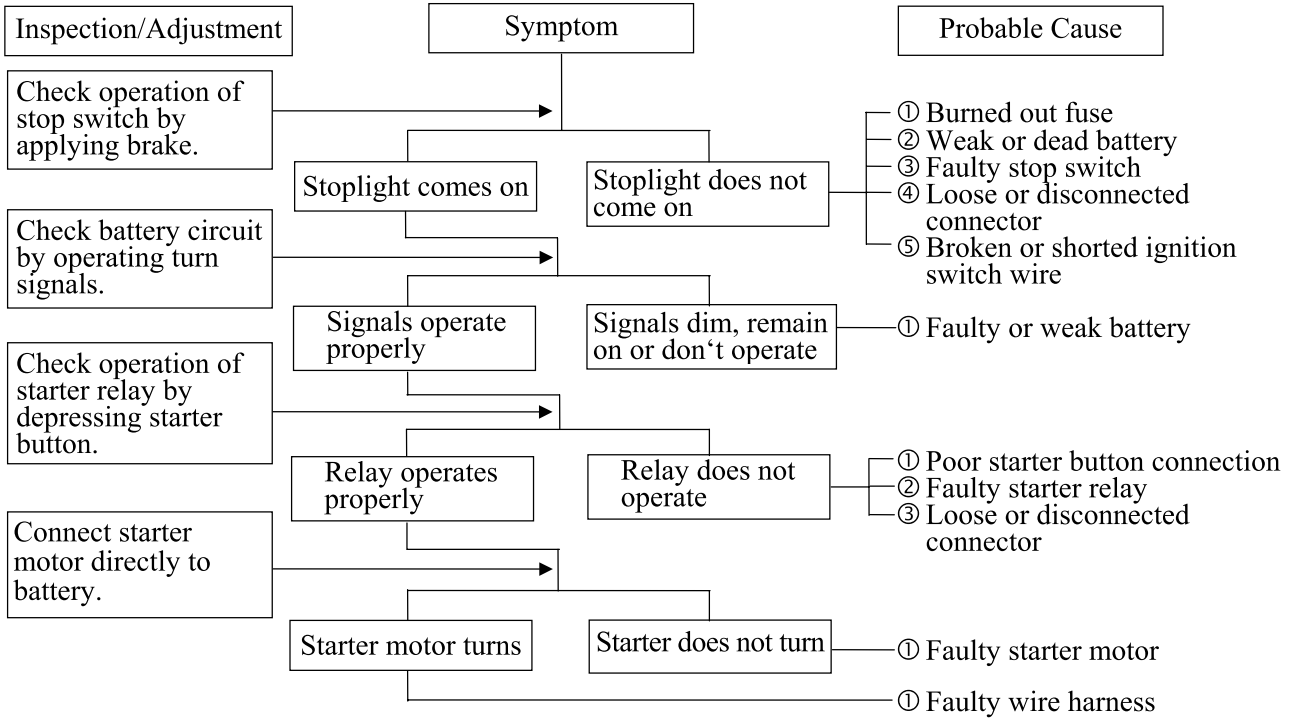 Inspection/Adjustment
Symptom
Probable Cause
Check operation of
stop switch by
applying brake.
① Burned out fuse
② Weak or dead battery
③ Faulty stop switch
④ Loose or disconnected
connector
⑤ Broken or shorted ignition
switch wire
Stoplight comes on
Stoplight does not
come on
Check battery circuit
by operating turn
signals.
Signals operate
properly
Signals dim, remain
on or don‘t operate
① Faulty or weak battery
Check operation of
starter relay by
depressing starter
button.
Relay operates
properly
Relay does not
operate
① Poor starter button connection
② Faulty starter relay
③ Loose or disconnected
connector
Connect starter
motor directly to
battery.
Starter motor turns
Starter does not turn
① Faulty starter motor
① Faulty wire harness